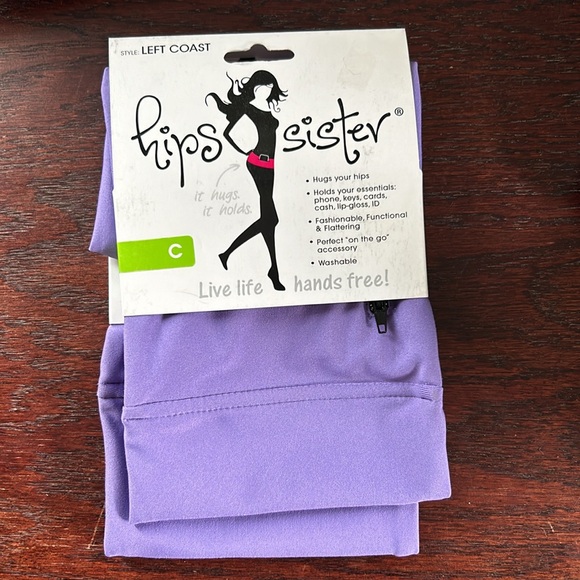 STYLE: LEFT COAST
hips sister®
it hugs.
it holds.
• Hugs your hips
• Holds your essentials:
phone, keys, cards,
cash, lip-gloss, ID
• Fashionable, Functional
& Flattering
• Perfect "on the go"
accessory
• Washable
C
Live life hands free!